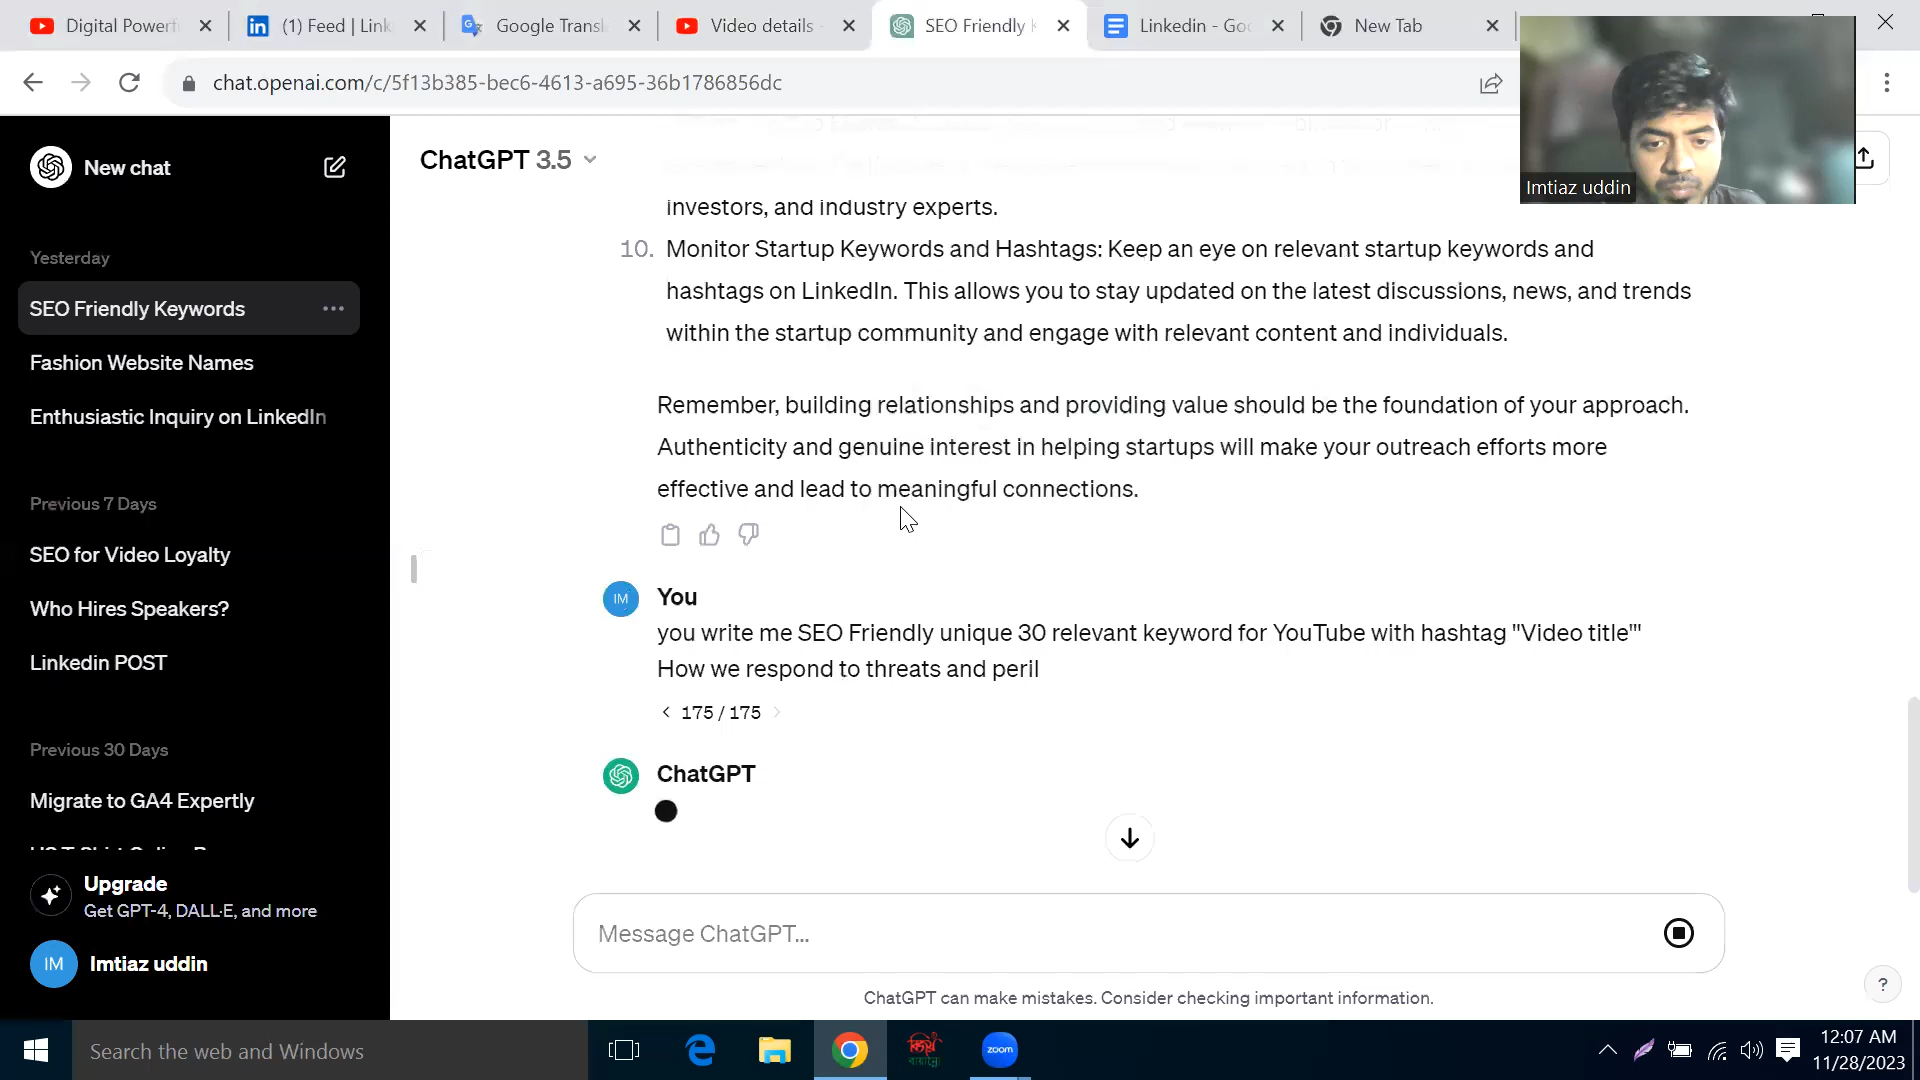 Digital Powerf
(1) Feed | Link
Google Transl
Video details -
SEO Friendly K
Linkedin - Goo
New Tab
chat.openai.com/c/5f13b385-bec6-4613-a695-36b1786856dc
New chat
Yesterday
SEO Friendly Keywords
Fashion Website Names
Enthusiastic Inquiry on LinkedIn
Previous 7 Days
SEO for Video Loyalty
Who Hires Speakers?
Linkedin POST
Previous 30 Days
Migrate to GA4 Expertly
Upgrade
Get GPT-4, DALL·E, and more
IM
Imtiaz uddin
ChatGPT 3.5
Imtiaz uddin
investors, and industry experts.
10. Monitor Startup Keywords and Hashtags: Keep an eye on relevant startup keywords and
hashtags on LinkedIn. This allows you to stay updated on the latest discussions, news, and trends
within the startup community and engage with relevant content and individuals.
Remember, building relationships and providing value should be the foundation of your approach.
Authenticity and genuine interest in helping startups will make your outreach efforts more
effective and lead to meaningful connections.
IM
You
you write me SEO Friendly unique 30 relevant keyword for YouTube with hashtag "Video title'"
How we respond to threats and peril
< 175 / 175 >
ChatGPT
Message ChatGPT...
ChatGPT can make mistakes. Consider checking important information.
?
Search the web and Windows
zoom
12:07 AM
11/28/2023